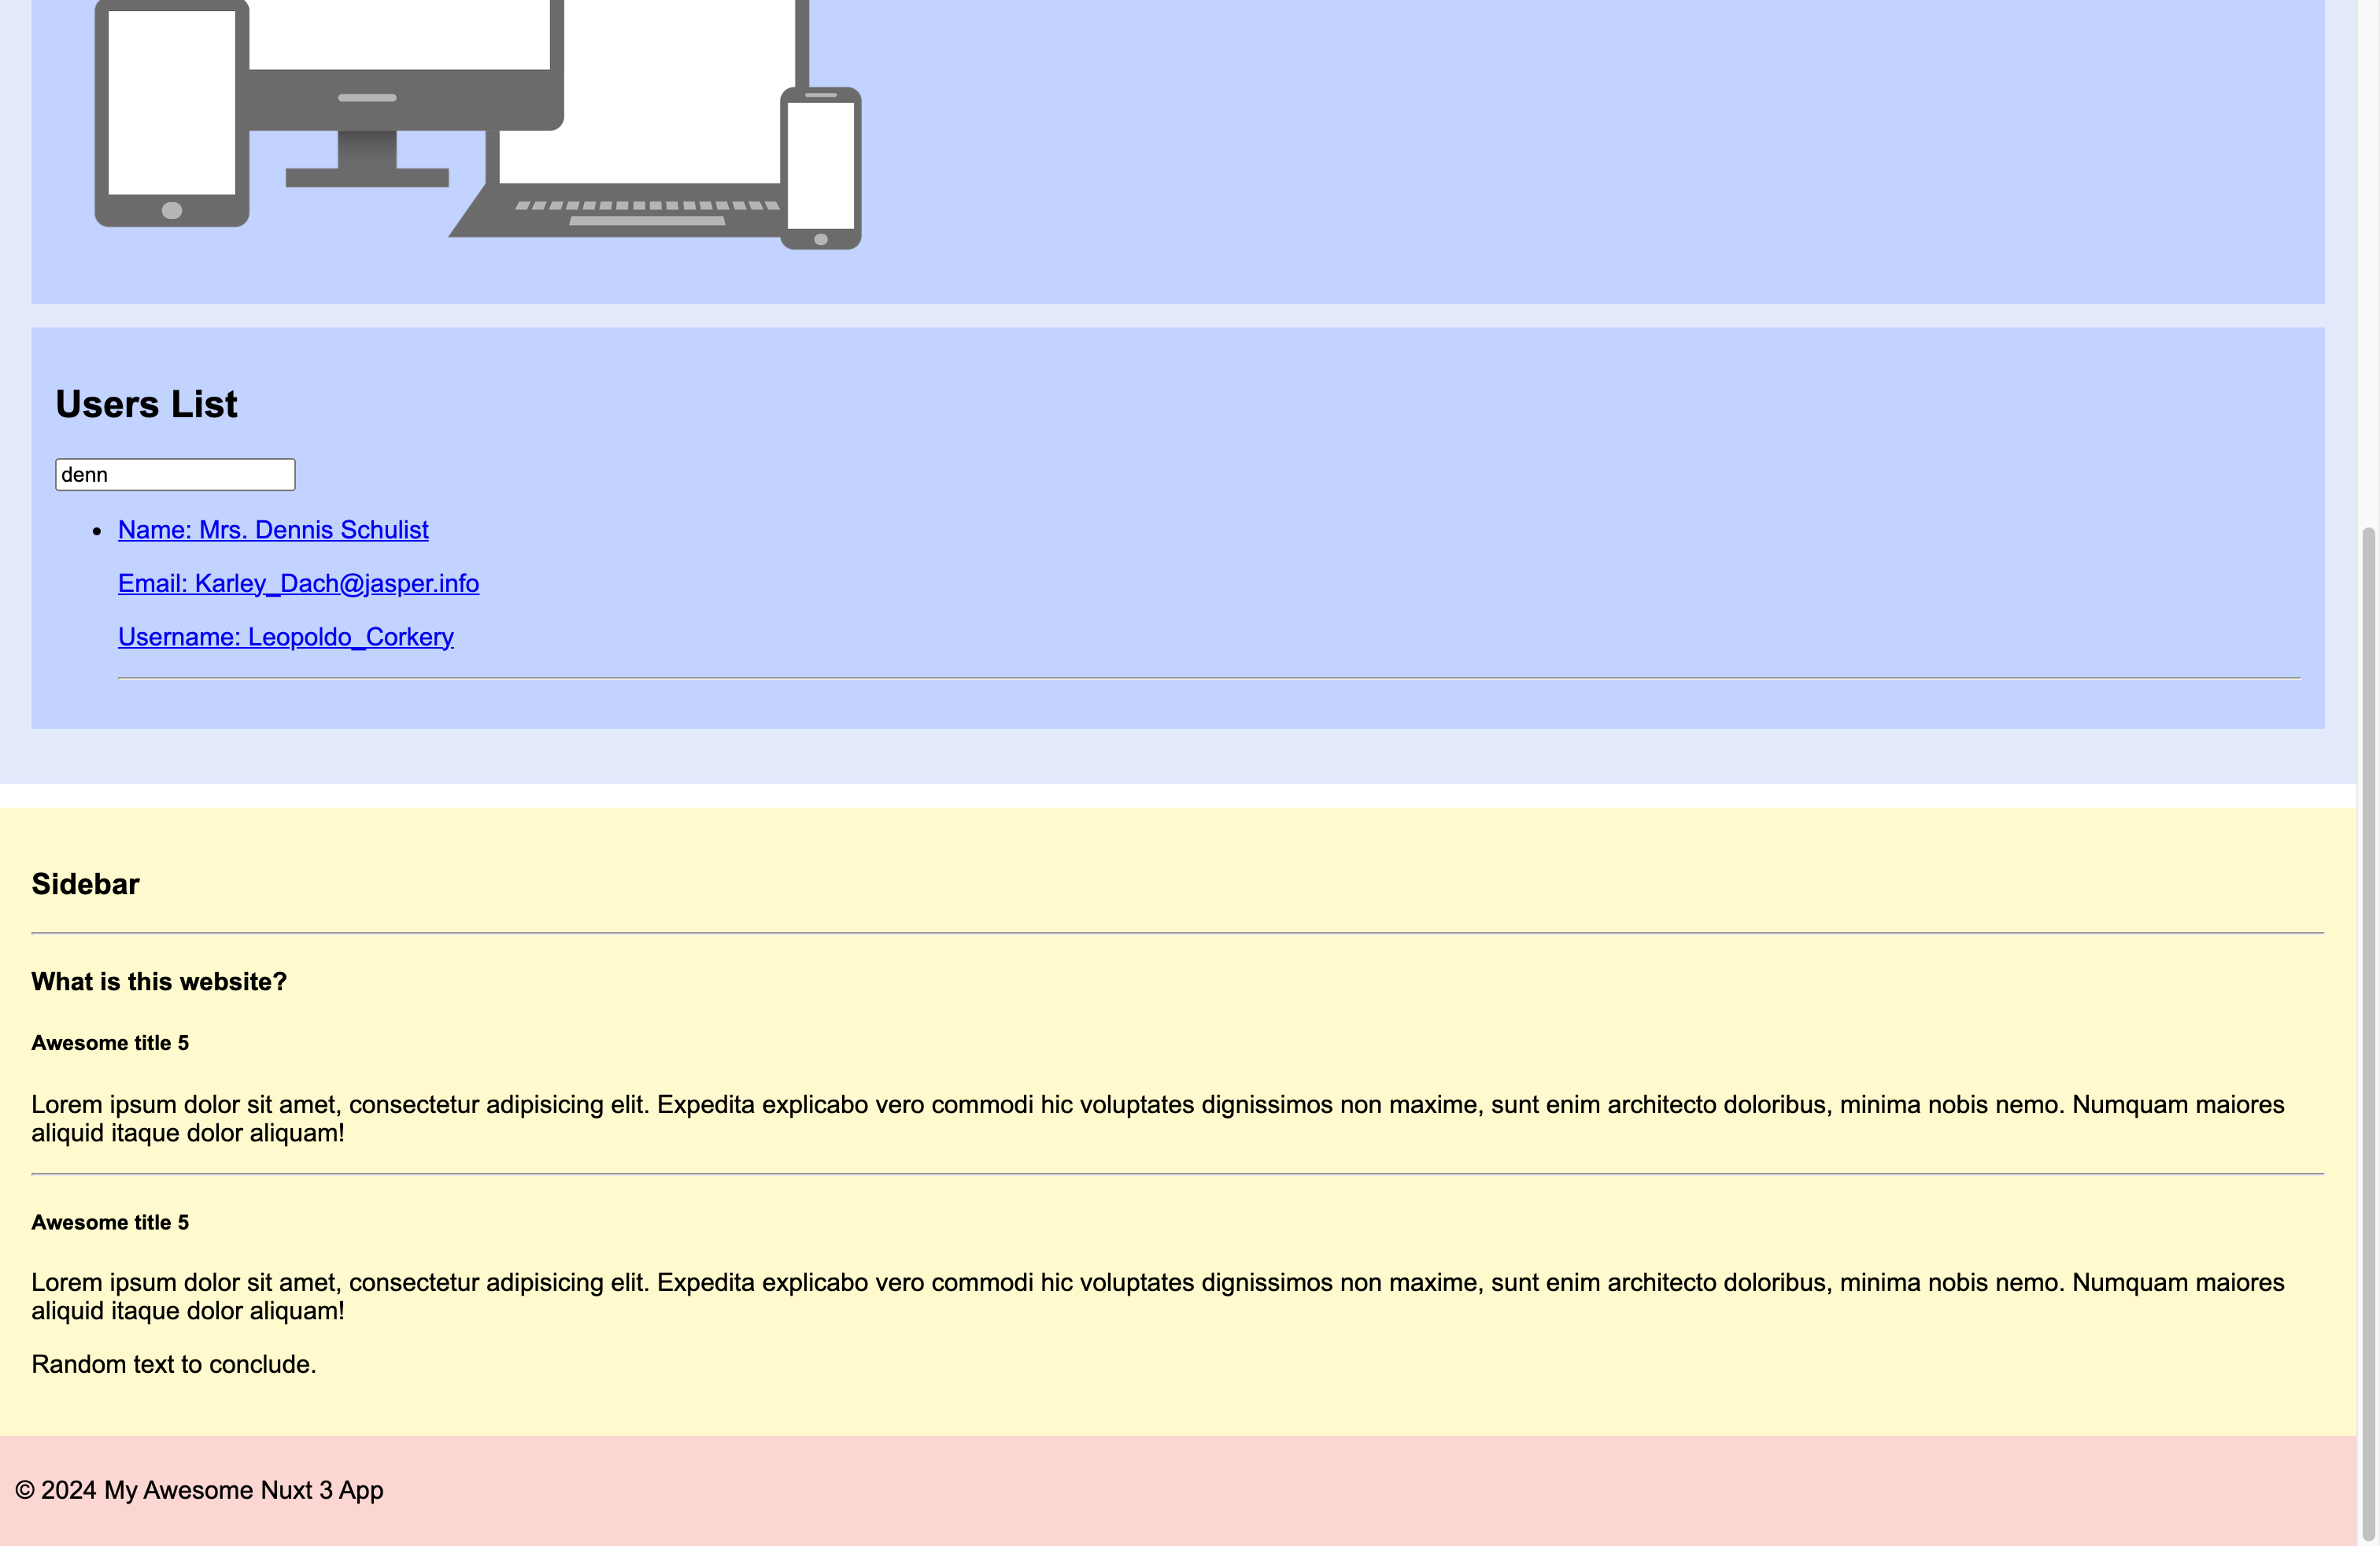 Users List
denn
Name: Mrs. Dennis Schulist
Email: Karley_Dach@jasper.info
Username: Leopoldo_Corkery
Sidebar
What is this website?
Awesome title 5
Lorem ipsum dolor sit amet, consectetur adipisicing elit. Expedita explicabo vero commodi hic voluptates dignissimos non maxime, sunt enim architecto doloribus, minima nobis nemo. Numquam maiores
aliquid itaque dolor aliquam!
Awesome title 5
Lorem ipsum dolor sit amet, consectetur adipisicing elit. Expedita explicabo vero commodi hic voluptates dignissimos non maxime, sunt enim architecto doloribus, minima nobis nemo. Numquam maiores
aliquid itaque dolor aliquam!
Random text to conclude.
© 2024 My Awesome Nuxt 3 App